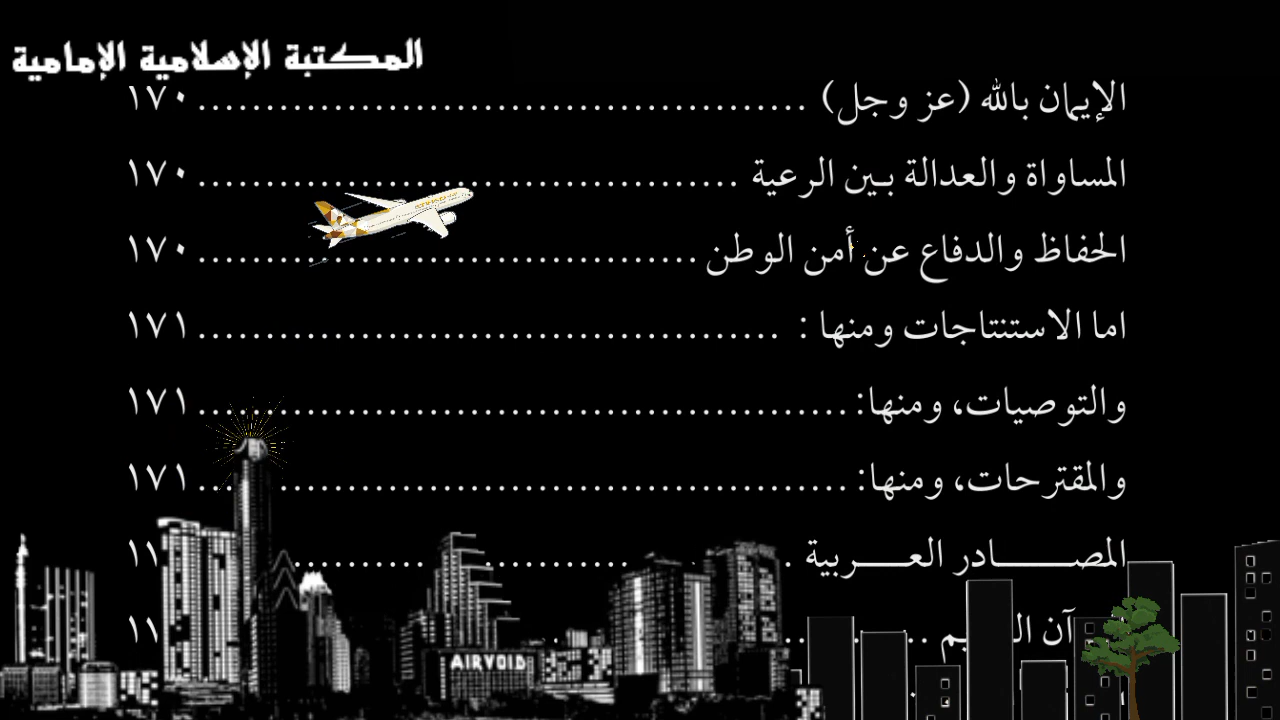 المكتبة الإسلامية الإمامية
الإيمان بالله (عز وجل) ............................................ ١٧٠
المساواة والعدالة بين الرعية ............................................ ١٧٠
الحفاظ والدفاع عن أمن الوطن ............................................ ١٧٠
اما الاستنتاجات ومنها : ............................................ ١٧١
والتوصيات، ومنها: ............................................ ١٧١
والمقترحات، ومنها: ............................................ ١٧١
المصـــــادر العــــربية ............................................
AIRVOID